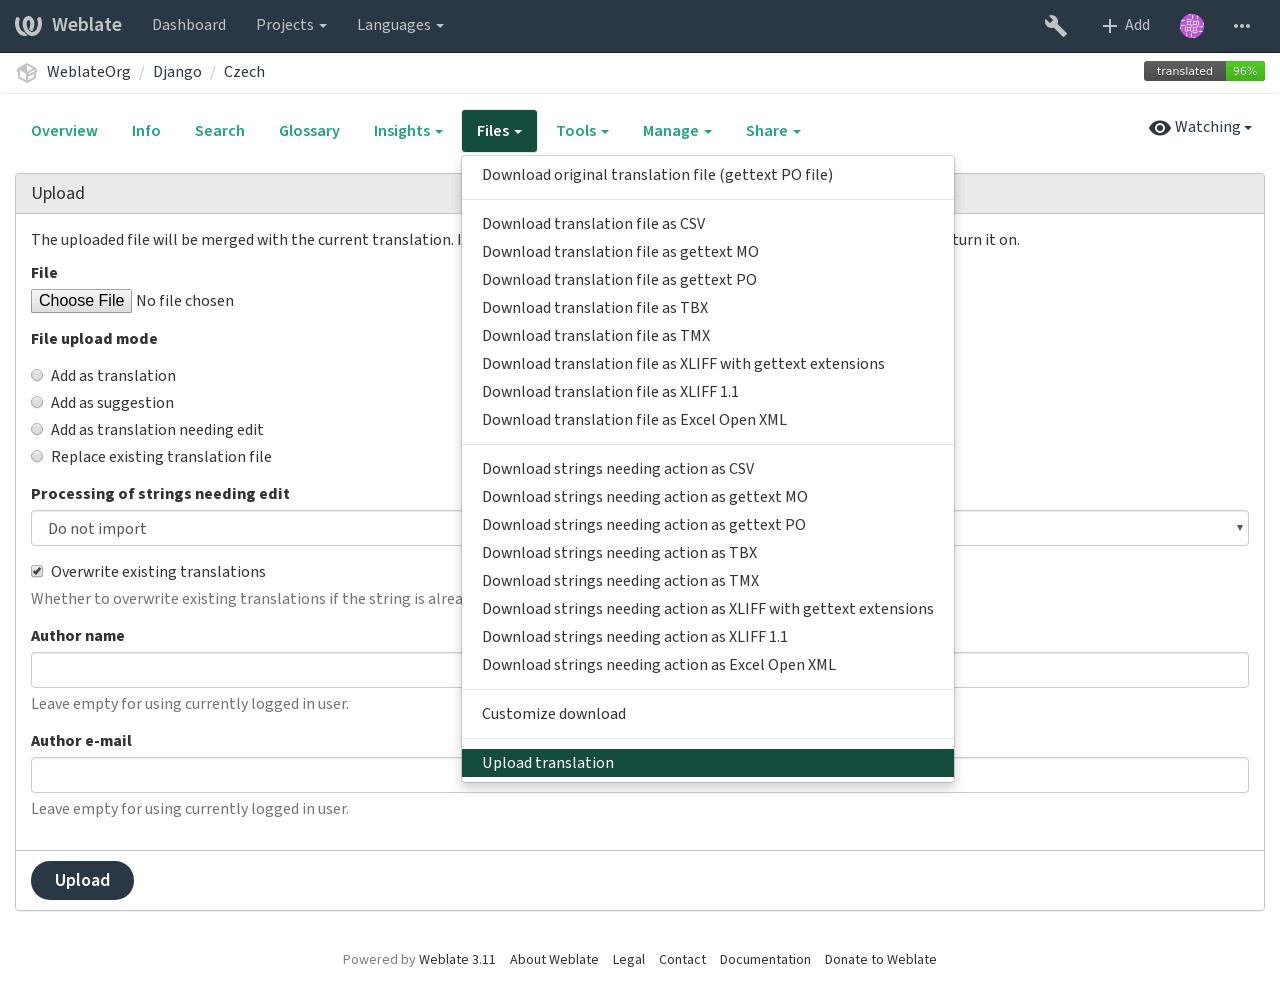 Weblate Dashboard Projects Languages Add
WeblateOrg / Django / Czech translated 96%
Overview Info Search Glossary Insights Files Tools Manage Share Watching
Upload
The uploaded file will be merged with the current translation. turn it on.
File
Choose File No file chosen
File upload mode
Add as translation
Add as suggestion
Add as translation needing edit
Replace existing translation file
Processing of strings needing edit
Do not import
Overwrite existing translations
Whether to overwrite existing translations if the string is
Author name
Leave empty for using currently logged in user.
Author e-mail
Leave empty for using currently logged in user.
Upload
Download original translation file (gettext PO file)
Download translation file as CSV
Download translation file as gettext MO
Download translation file as gettext PO
Download translation file as TBX
Download translation file as TMX
Download translation file as XLIFF with gettext extensions
Download translation file as XLIFF 1.1
Download translation file as Excel Open XML
Download strings needing action as CSV
Download strings needing action as gettext MO
Download strings needing action as gettext PO
Download strings needing action as TBX
Download strings needing action as TMX
Download strings needing action as XLIFF with gettext extensions
Download strings needing action as XLIFF 1.1
Download strings needing action as Excel Open XML
Customize download
Upload translation
Powered by Weblate 3.11 About Weblate Legal Contact Documentation Donate to Weblate